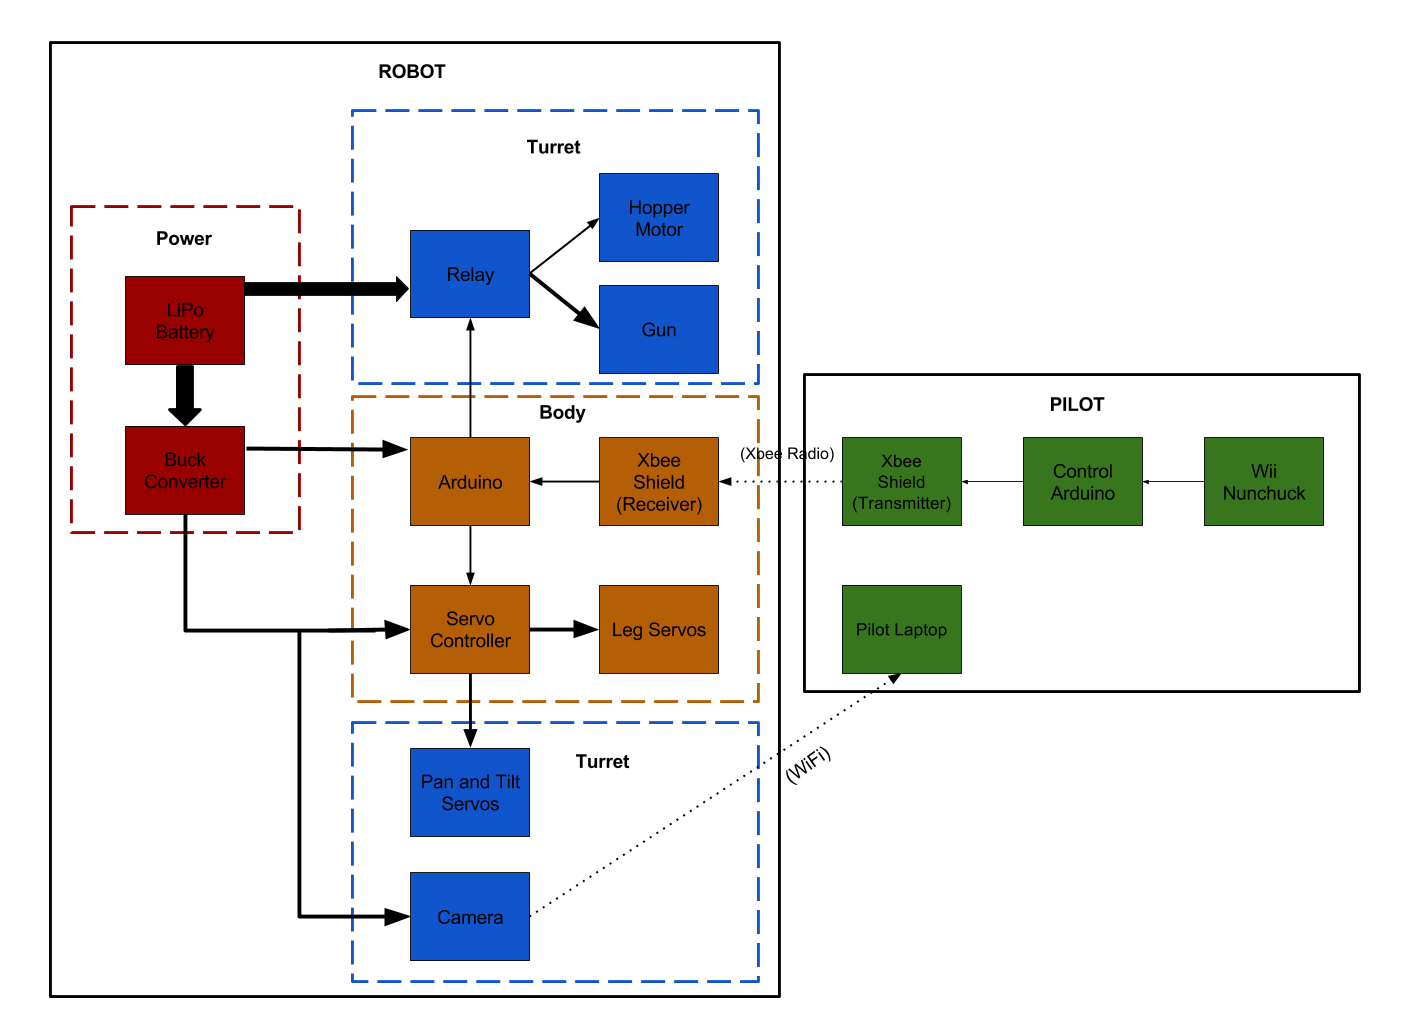 ROBOT
Turret
Hopper
Motor
Power
Relay
LiPo
Battery
Gun
PILOT
Body
(Xbee Radio)
Buck
Converter
Arduino
Xbee
Shield
(Receiver)
Xbee
Shield
(Transmitter)
Control
Arduino
Wii
Nunchuck
Servo
Controller
Leg Servos
Pilot Laptop
Turret
(WiFi)
Pan and Tilt
Servos
Camera